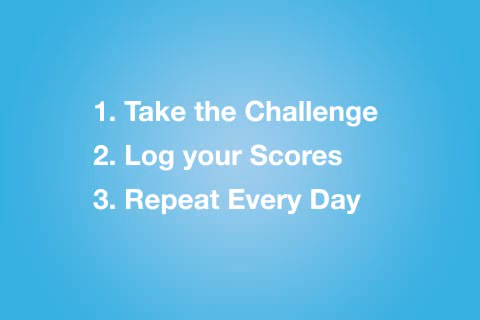 1. Take the Challenge
2. Log your Scores
3. Repeat Every Day